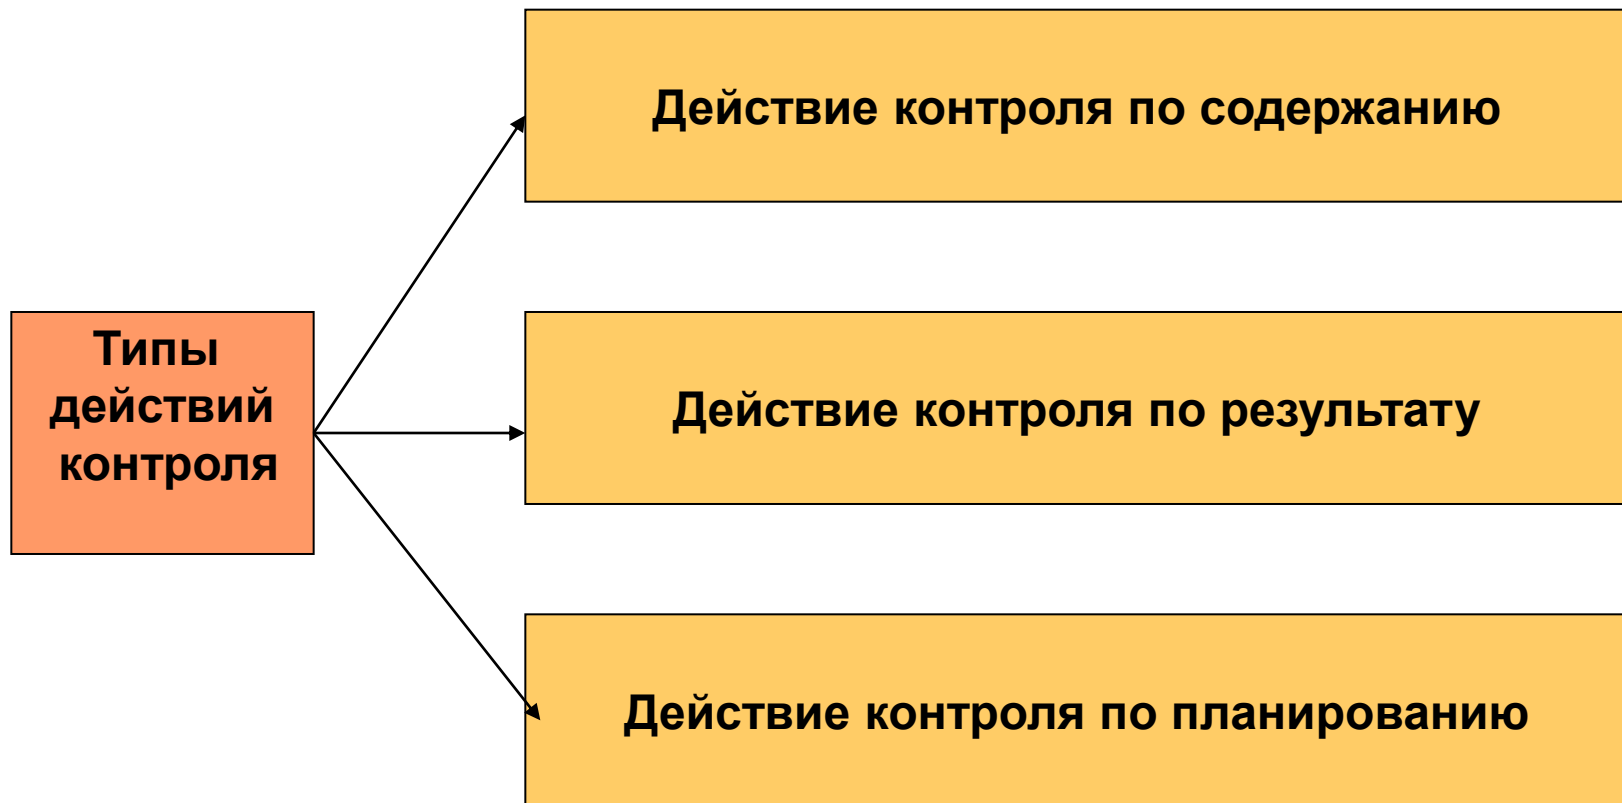 Действие контроля по содержанию
Типы
действий
контроля
Действие контроля по результату
Действие контроля по планированию